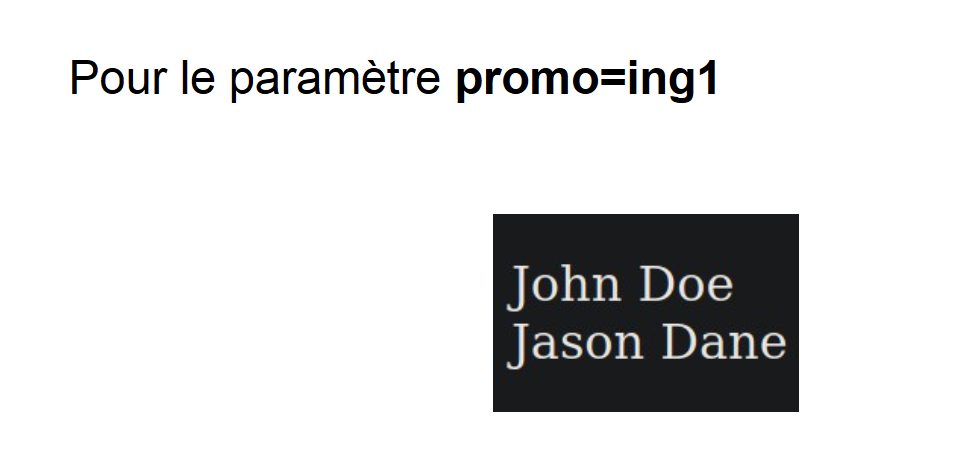 Pour le paramètre promo=ing1
John Doe
Jason Dane